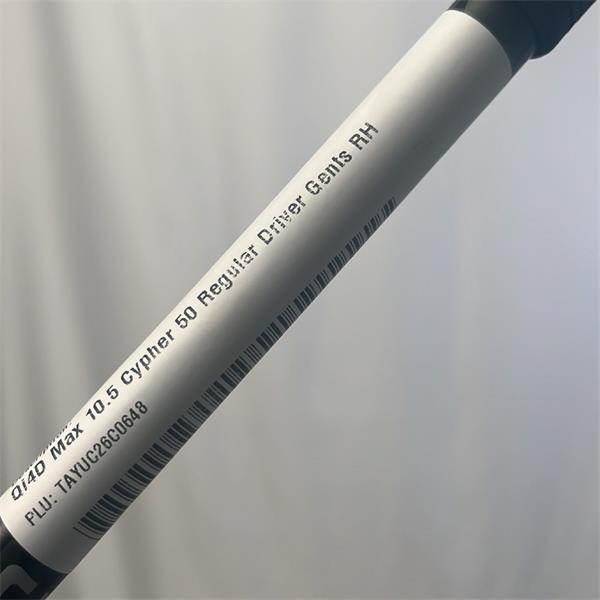 QI4D Max 10.5 Cypher 50 Regular Driver Gents RH
PLU: TAYUC26C0648